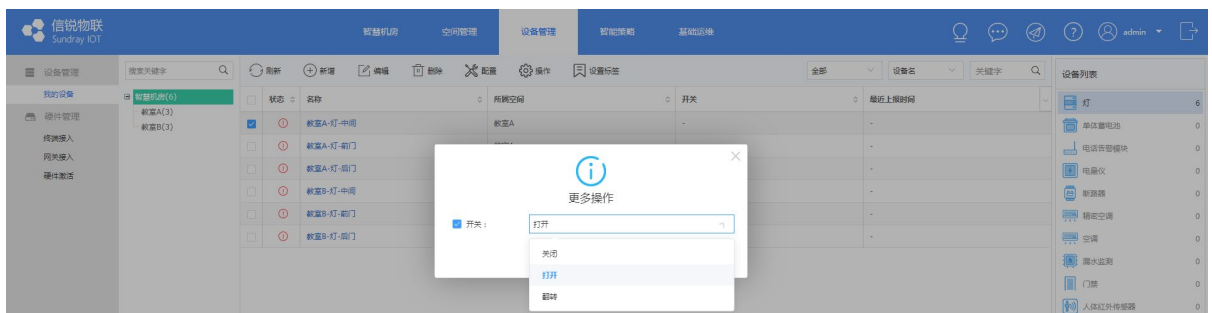 信锐物联
Sundray IOT
智慧机房 空间管理 设备管理 智能策略 基础运维
admin
设备管理
我的设备
硬件管理
终端接入
网关接入
硬件激活
搜索关键字
智慧机房(6)
教室A(3)
教室B(3)
刷新 新增 编辑 删除 配置 操作 设置标签
全部 设备名 关键字
状态 名称 所属空间 开关 最近上报时间
教室A-灯-中间 教室A - -
教室A-灯-前门 -
教室A-灯-后门 -
教室B-灯-中间 -
教室B-灯-前门 -
教室B-灯-后门 -
更多操作
开关: 打开
关闭
打开
翻转
设备列表
灯 6
单体蓄电池 0
电话告警模块 0
电量仪 0
断路器 0
精密空调 0
空调 0
漏水监测 0
门禁 0
人体红外传感器 0